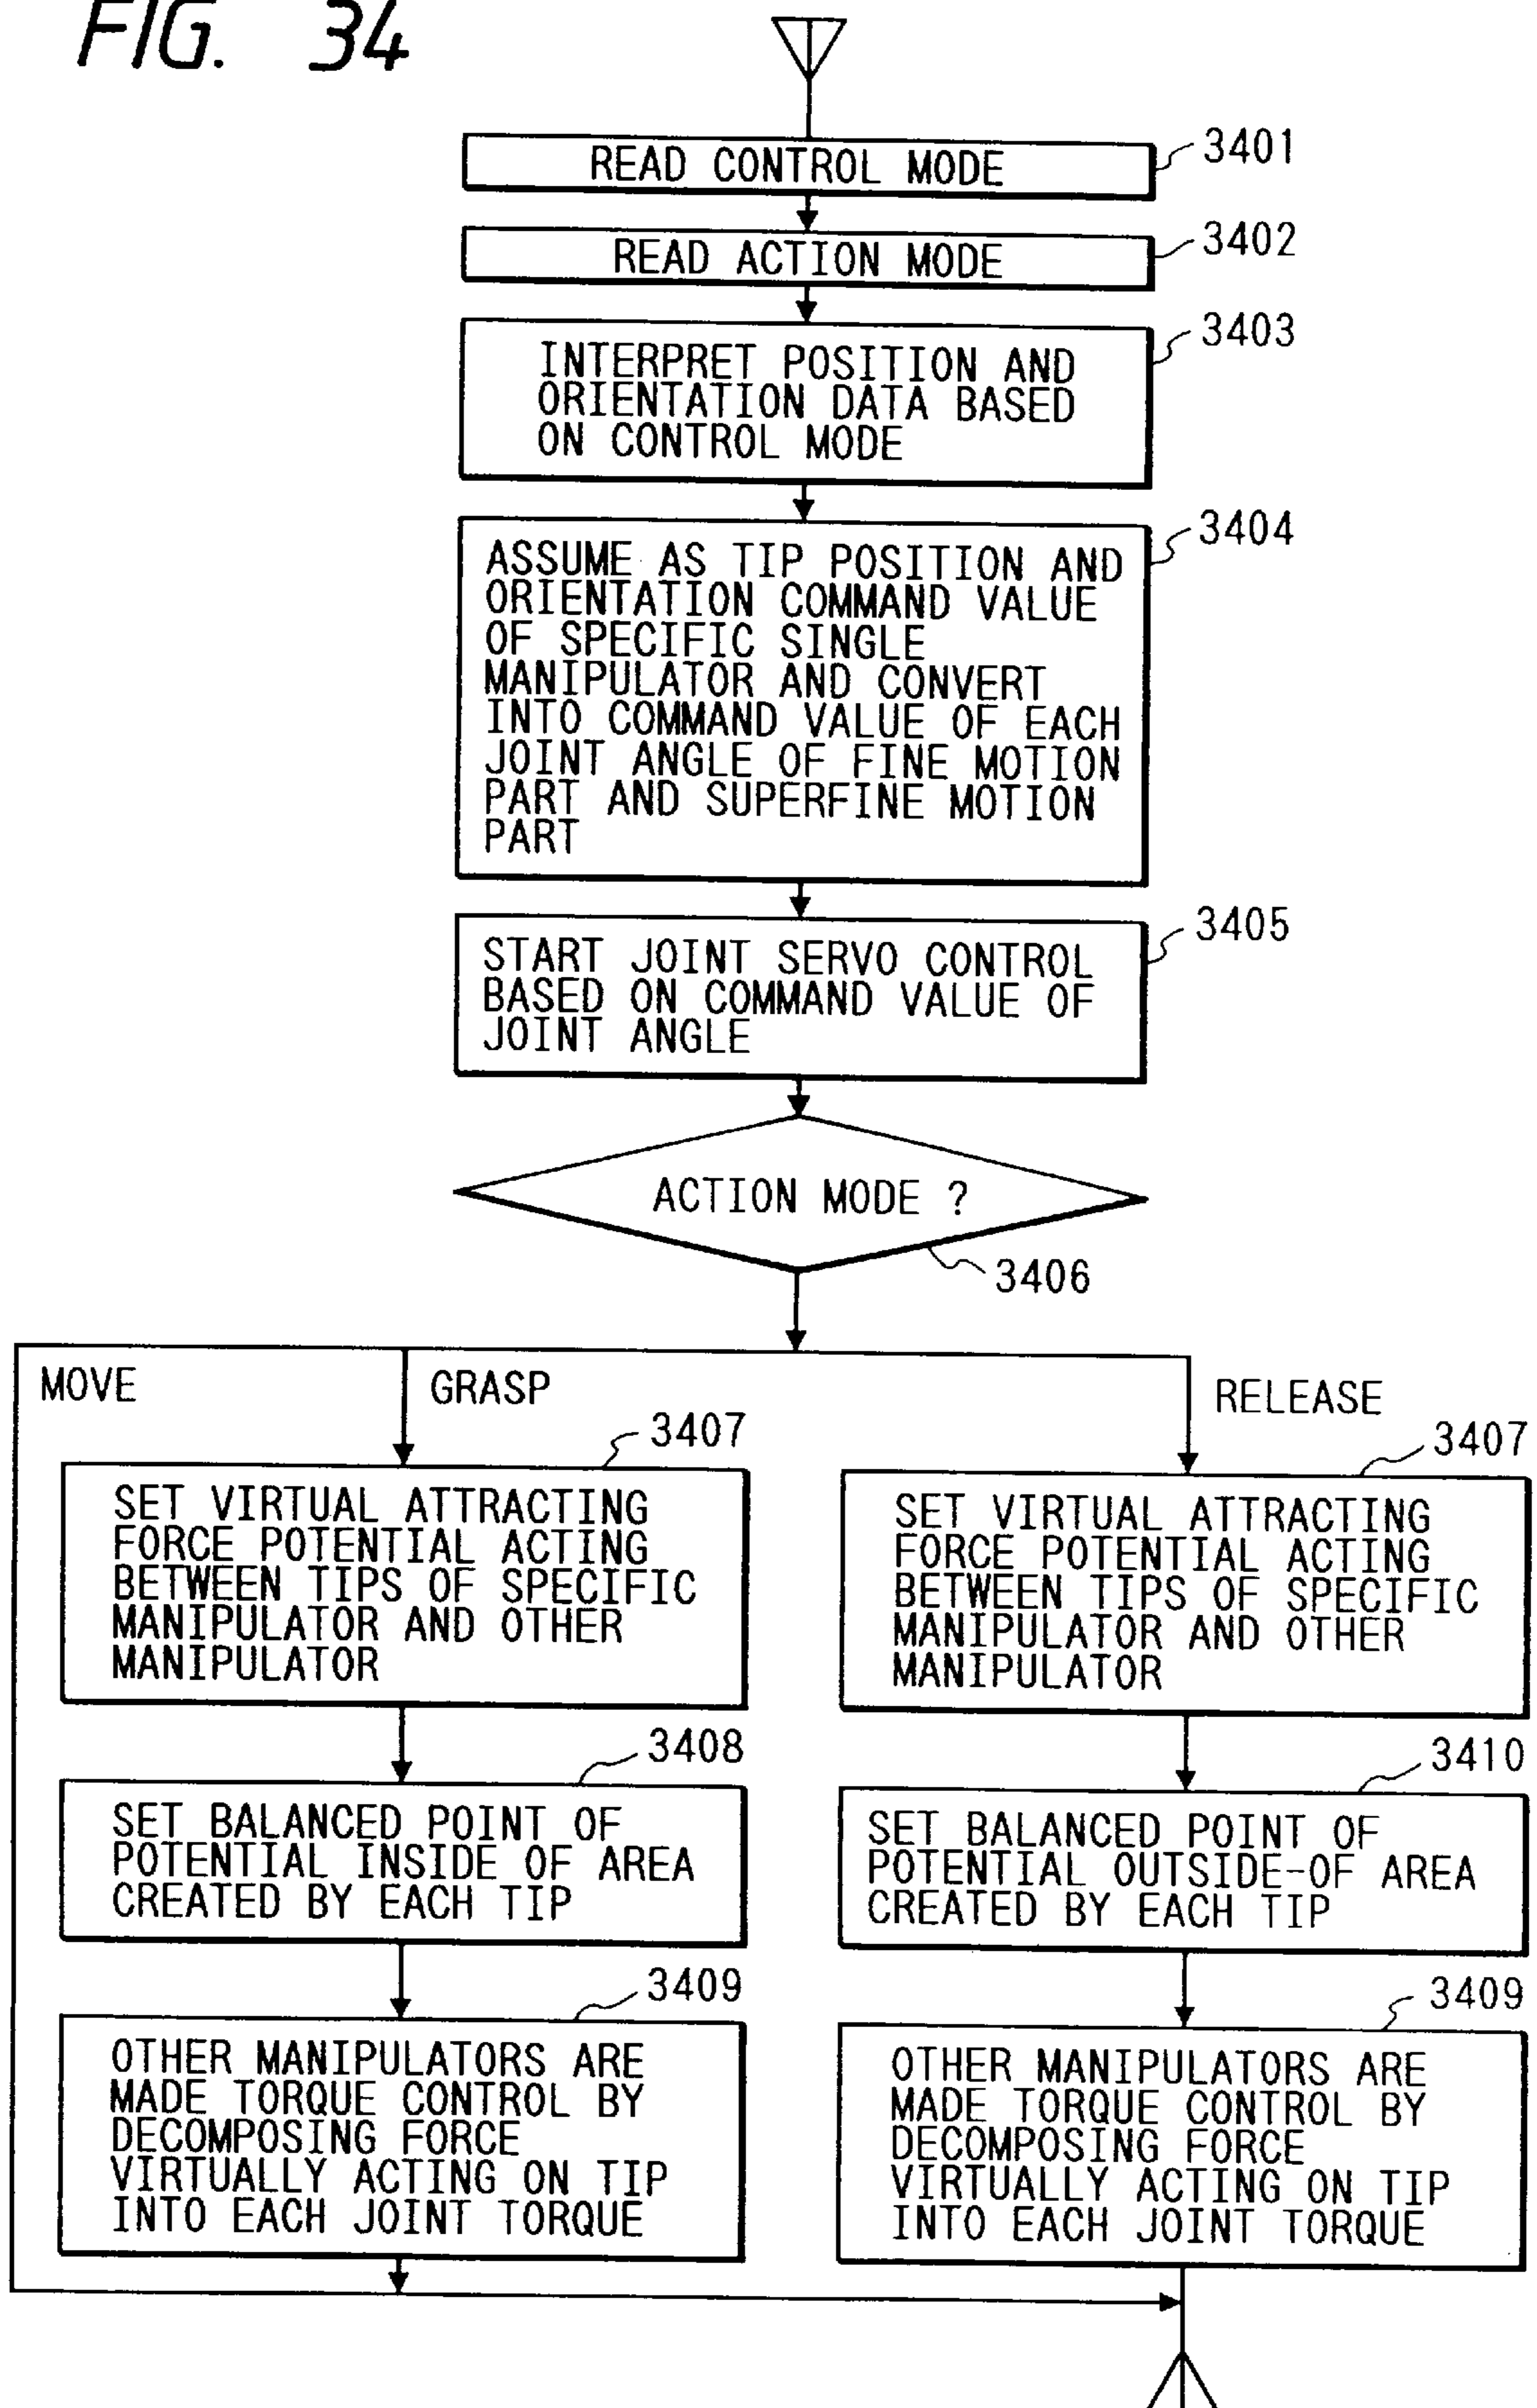 FIG. 34
READ CONTROL MODE
3401
READ ACTION MODE
3402
INTERPRET POSITION AND
ORIENTATION DATA BASED
ON CONTROL MODE
3403
ASSUME AS TIP POSITION AND
ORIENTATION COMMAND VALUE
OF SPECIFIC SINGLE
MANIPULATOR AND CONVERT
INTO COMMAND VALUE OF EACH
JOINT ANGLE OF FINE MOTION
PART AND SUPERFINE MOTION
PART
3404
START JOINT SERVO CONTROL
BASED ON COMMAND VALUE OF
JOINT ANGLE
3405
ACTION MODE ?
3406
MOVE
GRASP
3407
SET VIRTUAL ATTRACTING
FORCE POTENTIAL ACTING
BETWEEN TIPS OF SPECIFIC
MANIPULATOR AND OTHER
MANIPULATOR
3408
SET BALANCED POINT OF
POTENTIAL INSIDE OF AREA
CREATED BY EACH TIP
3409
OTHER MANIPULATORS ARE
MADE TORQUE CONTROL BY
DECOMPOSING FORCE
VIRTUALLY ACTING ON TIP
INTO EACH JOINT TORQUE
RELEASE
3407
SET VIRTUAL ATTRACTING
FORCE POTENTIAL ACTING
BETWEEN TIPS OF SPECIFIC
MANIPULATOR AND OTHER
MANIPULATOR
3410
SET BALANCED POINT OF
POTENTIAL OUTSIDE-OF AREA
CREATED BY EACH TIP
3409
OTHER MANIPULATORS ARE
MADE TORQUE CONTROL BY
DECOMPOSING FORCE
VIRTUALLY ACTING ON TIP
INTO EACH JOINT TORQUE